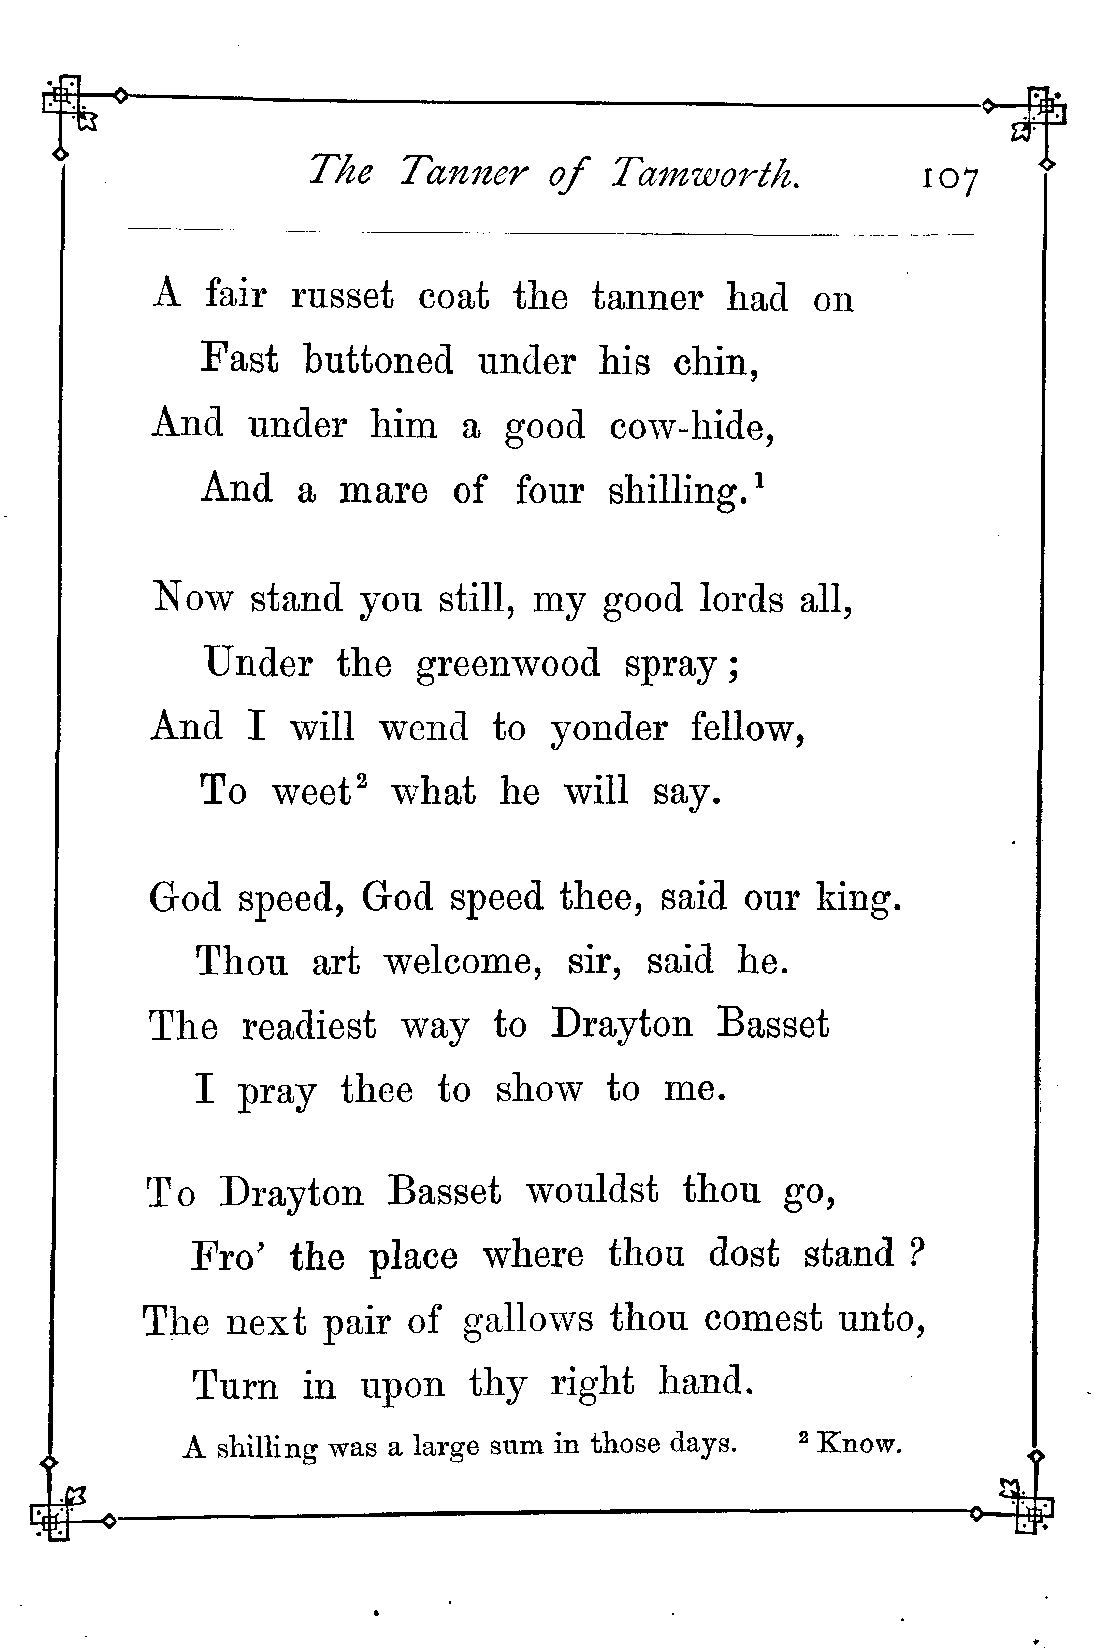 The Tanner of Tamworth. 107
A fair russet coat the tanner had on
Fast buttoned under his chin,
And under him a good cow-hide,
And a mare of four shilling.¹
Now stand you still, my good lords all,
Under the greenwood spray;
And I will wend to yonder fellow,
To weet² what he will say.
God speed, God speed thee, said our king.
Thou art welcome, sir, said he.
The readiest way to Drayton Basset
I pray thee to show to me.
To Drayton Basset wouldst thou go,
Fro’ the place where thou dost stand?
The next pair of gallows thou comest unto,
Turn in upon thy right hand.
A shilling was a large sum in those days. ² Know.